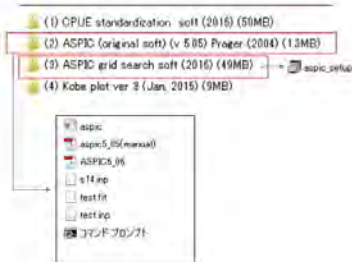 (1) CPUE standardization soft (2016) (50MB)
(2) ASPIC (original soft) (v 5.05) Prager (2004) (13MB)
(3) ASPIC grid search soft (2016) (49MB)
aspic_setup
(4) Kobe plot ver 3 (Jan, 2015) (9MB)
aspic
aspic5_05(manual)
ASPIC5_05
s14.inp
test.fit
test.inp
コマンド プロンプト